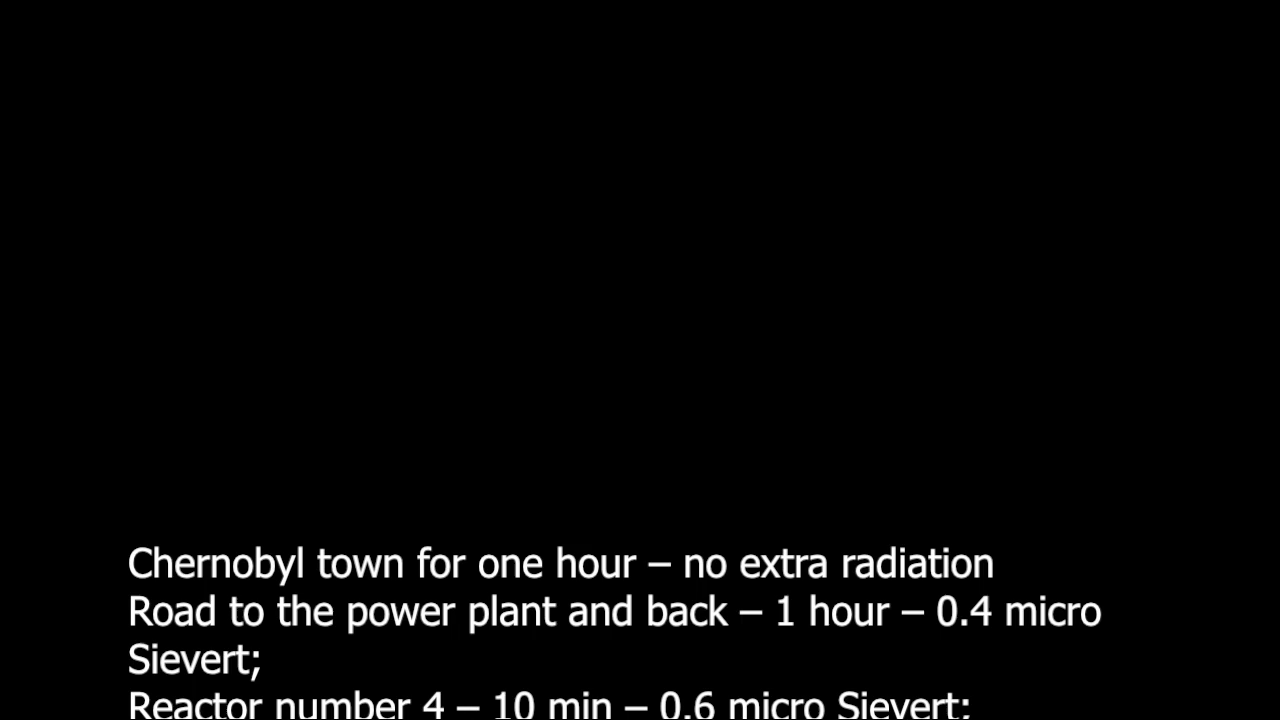 Chernobyl town for one hour – no extra radiation
Road to the power plant and back – 1 hour – 0.4 micro
Sievert;
Reactor number 4 – 10 min – 0.6 micro Sievert;